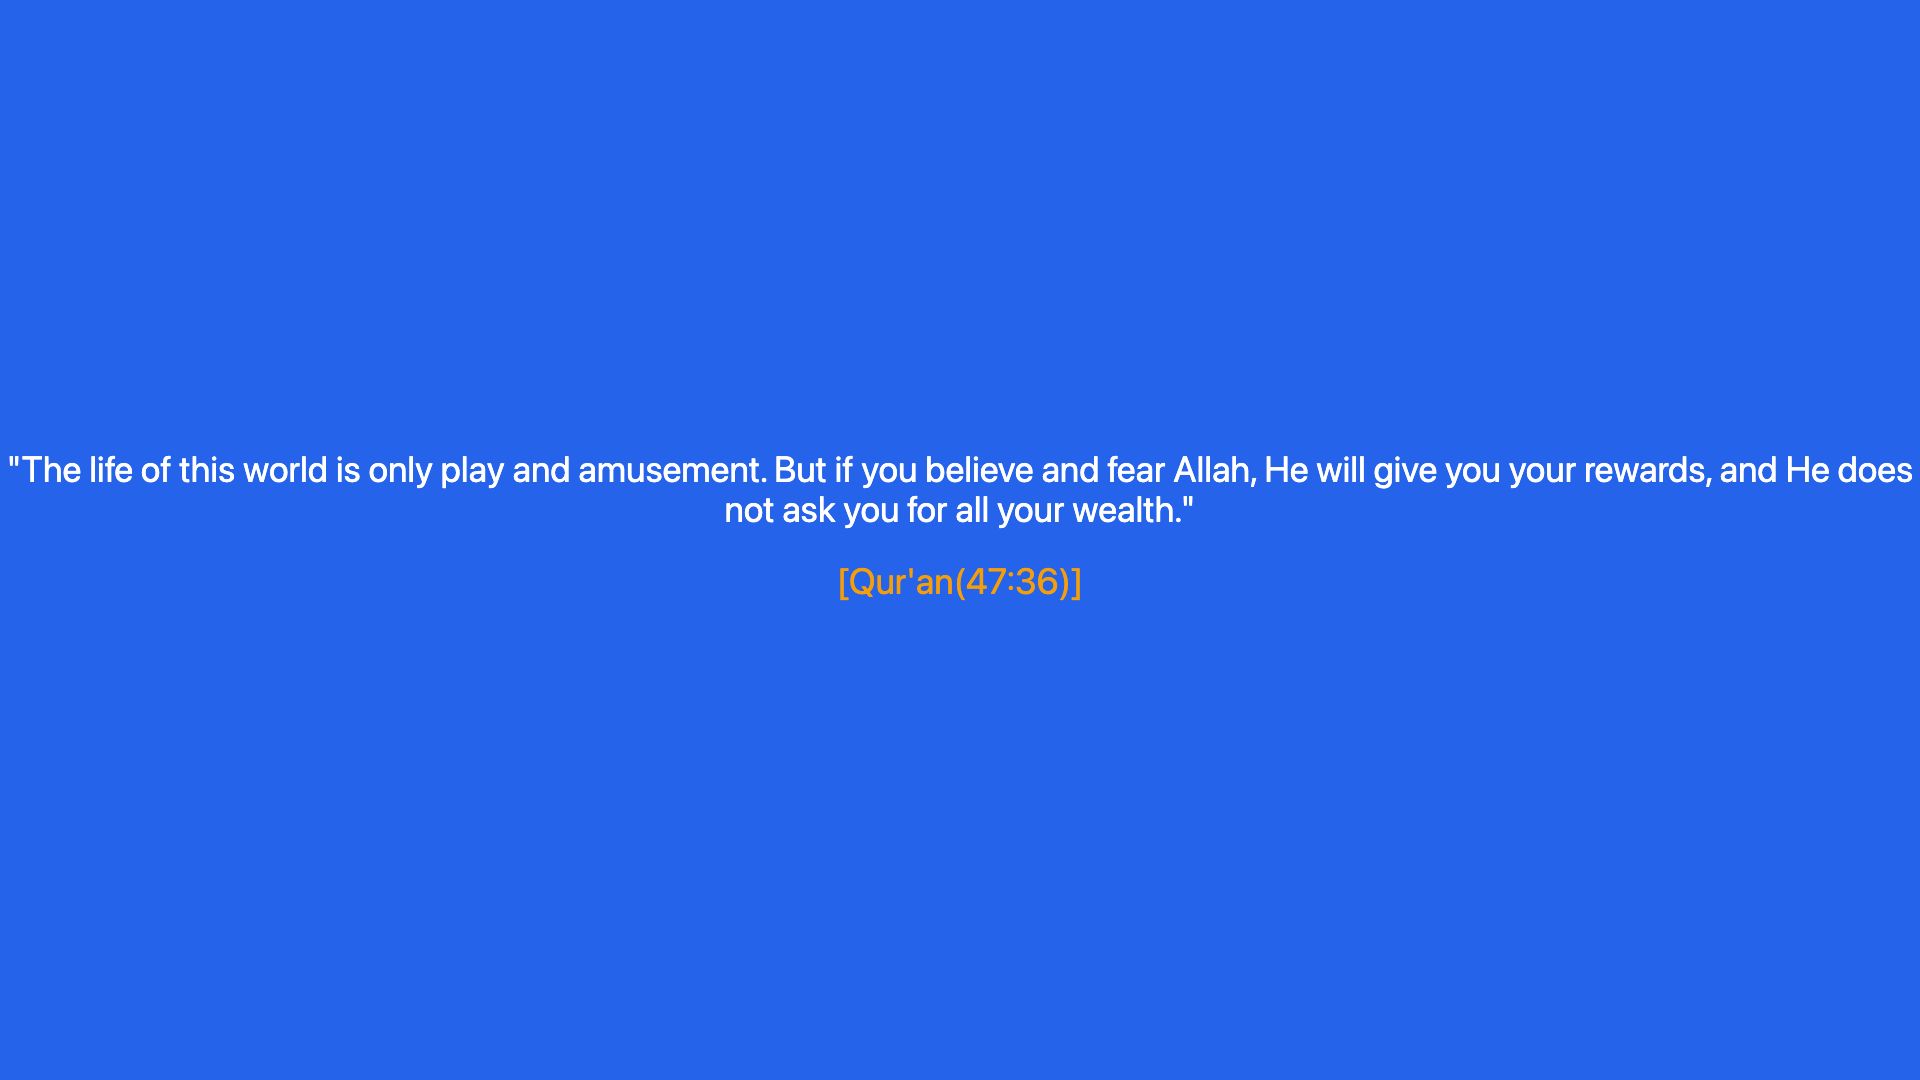 "The life of this world is only play and amusement. But if you believe and fear Allah, He will give you your rewards, and He does
not ask you for all your wealth."
[Qur'an(47:36)]